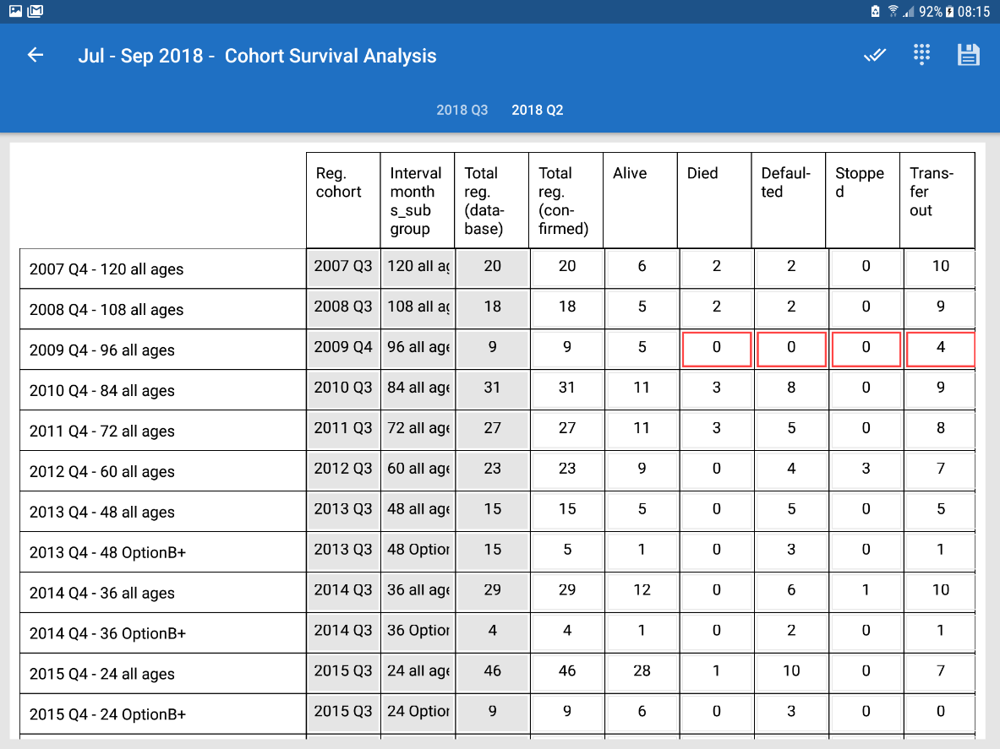 92% 08:15
Jul - Sep 2018 - Cohort Survival Analysis
2018 Q3 2018 Q2
Reg. cohort Interval month s_sub group Total reg. (data- base) Total reg. (con- firmed) Alive Died Defaul- ted Stoppe d Trans- fer out
2007 Q4 - 120 all ages 2007 Q3 120 all ag 20 20 6 2 2 0 10
2008 Q4 - 108 all ages 2008 Q3 108 all ag 18 18 5 2 2 0 9
2009 Q4 - 96 all ages 2009 Q4 96 all age 9 9 5 0 0 0 4
2010 Q4 - 84 all ages 2010 Q3 84 all age 31 31 11 3 8 0 9
2011 Q4 - 72 all ages 2011 Q3 72 all age 27 27 11 3 5 0 8
2012 Q4 - 60 all ages 2012 Q3 60 all age 23 23 9 0 4 3 7
2013 Q4 - 48 all ages 2013 Q3 48 all age 15 15 5 0 5 0 5
2013 Q4 - 48 OptionB+ 2013 Q3 48 Option 15 5 1 0 3 0 1
2014 Q4 - 36 all ages 2014 Q3 36 all age 29 29 12 0 6 1 10
2014 Q4 - 36 OptionB+ 2014 Q3 36 Option 4 4 1 0 2 0 1
2015 Q4 - 24 all ages 2015 Q3 24 all age 46 46 28 1 10 0 7
2015 Q4 - 24 OptionB+ 2015 Q3 24 Option 9 9 6 0 3 0 0